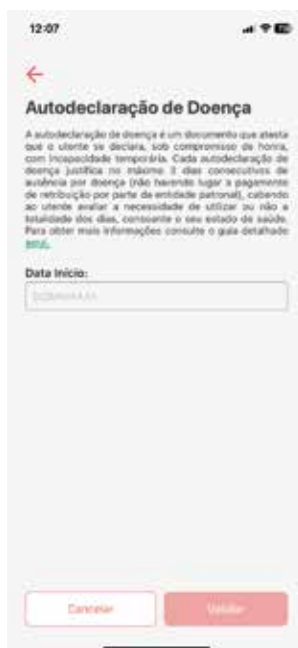 12:07
Autodeclaração de Doença
A autodeclaração de doença é um documento que atesta
que o utente se declara, sob compromisso de honra,
com incapacidade temporária. Cada autodeclaração de
doença justifica no máximo 3 dias consecutivos de
ausência por doença (não havendo lugar a pagamento
de retribuição por parte da entidade patronal), cabendo
ao utente avaliar a necessidade de utilizar ou não a
totalidade dos dias, consoante o seu estado de saúde.
Para obter mais informações consulte o guia detalhado
aqui.
Data Início:
Cancelar
Validar